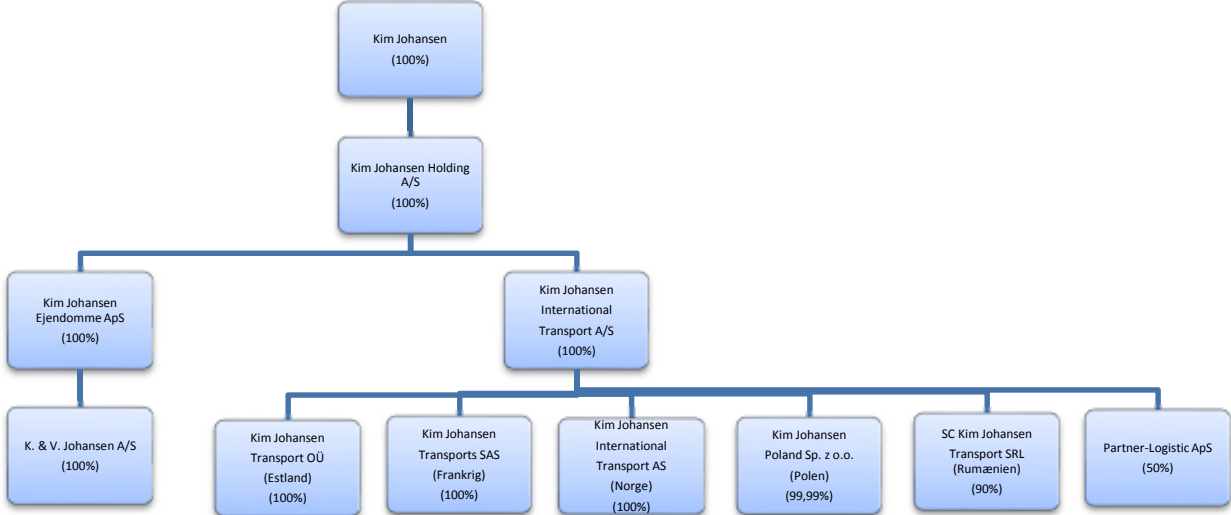 Kim Johansen
(100%)
Kim Johansen Holding
A/S
(100%)
Kim Johansen
Ejendomme ApS
(100%)
Kim Johansen
International
Transport A/S
(100%)
K. & V. Johansen A/S
(100%)
Kim Johansen
Transport OÜ
(Estland)
(100%)
Kim Johansen
Transports SAS
(Frankrig)
(100%)
Kim Johansen
International
Transport AS
(Norge)
(100%)
Kim Johansen
Poland Sp. z o.o.
(Polen)
(99,99%)
SC Kim Johansen
Transport SRL
(Rumænien)
(90%)
Partner-Logistic ApS
(50%)